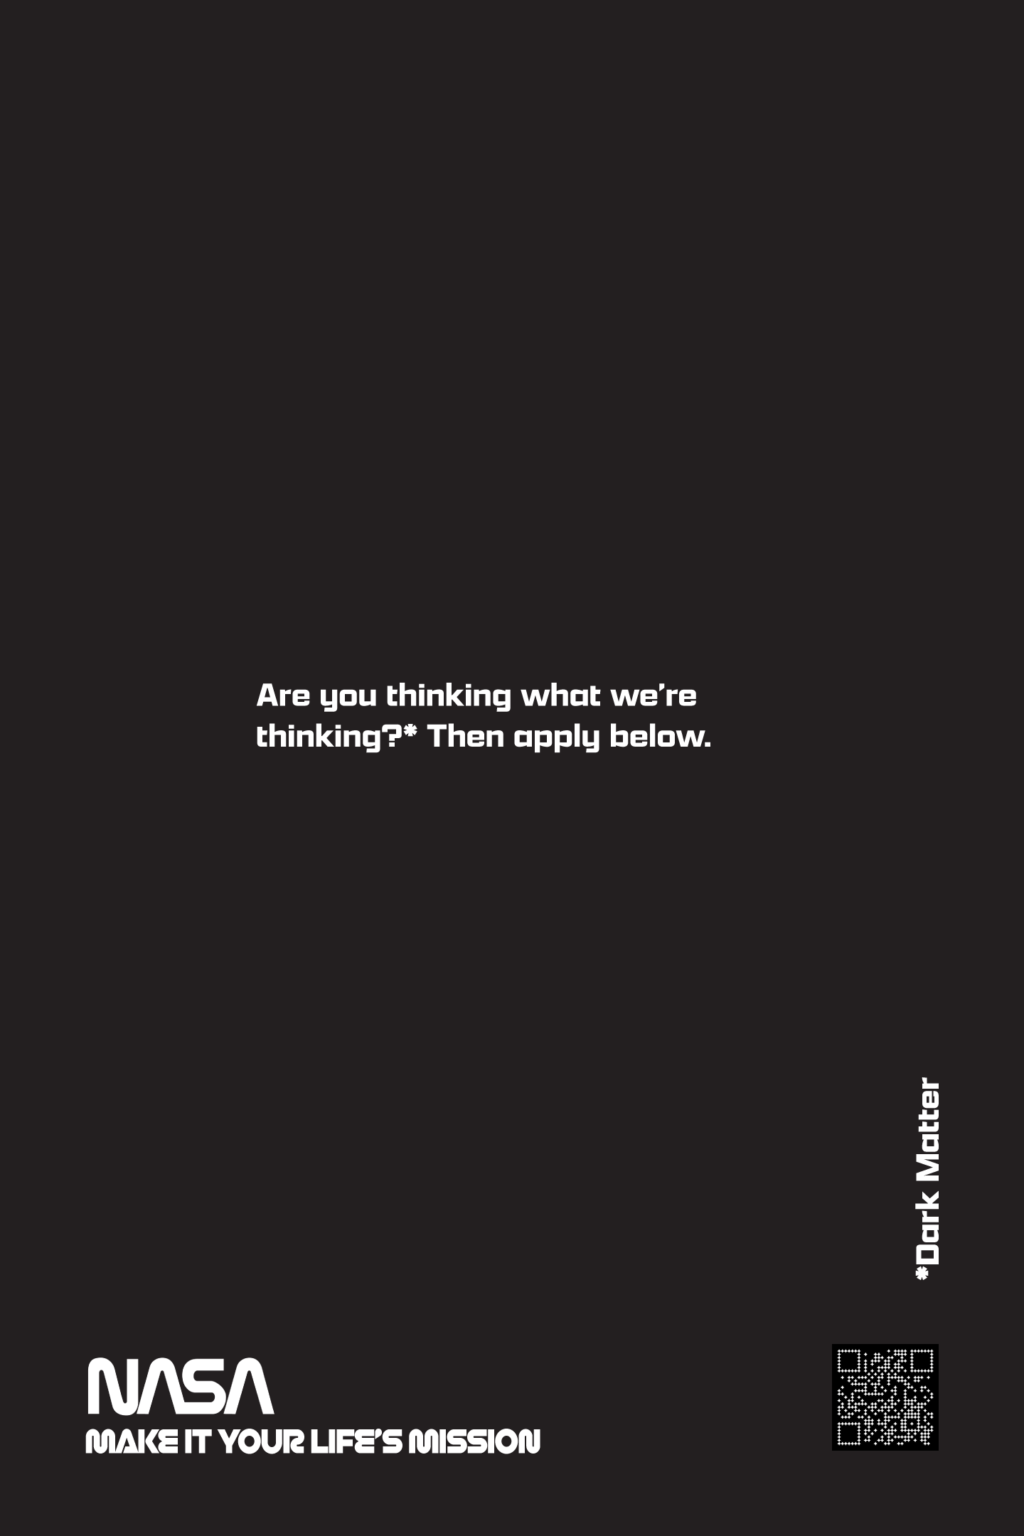 Are you thinking what we’re
thinking?* Then apply below.
*Dark Matter
NASA
MAKE IT YOUR LIFE’S MISSION